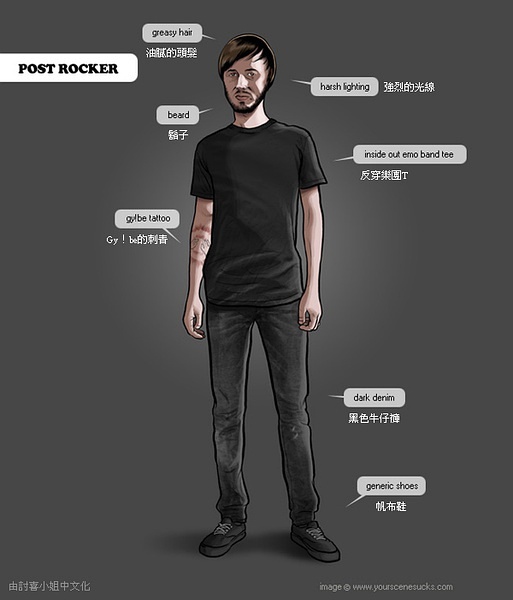 greasy hair
油膩的頭髮
POST ROCKER
harsh lighting 強烈的光線
beard
鬍子
inside out emo band tee
反穿樂團T
gy!be tattoo
Gy！be的刺青
dark denim
黑色牛仔褲
generic shoes
帆布鞋
由討喜小姐中文化
image © www.yourscenesucks.com